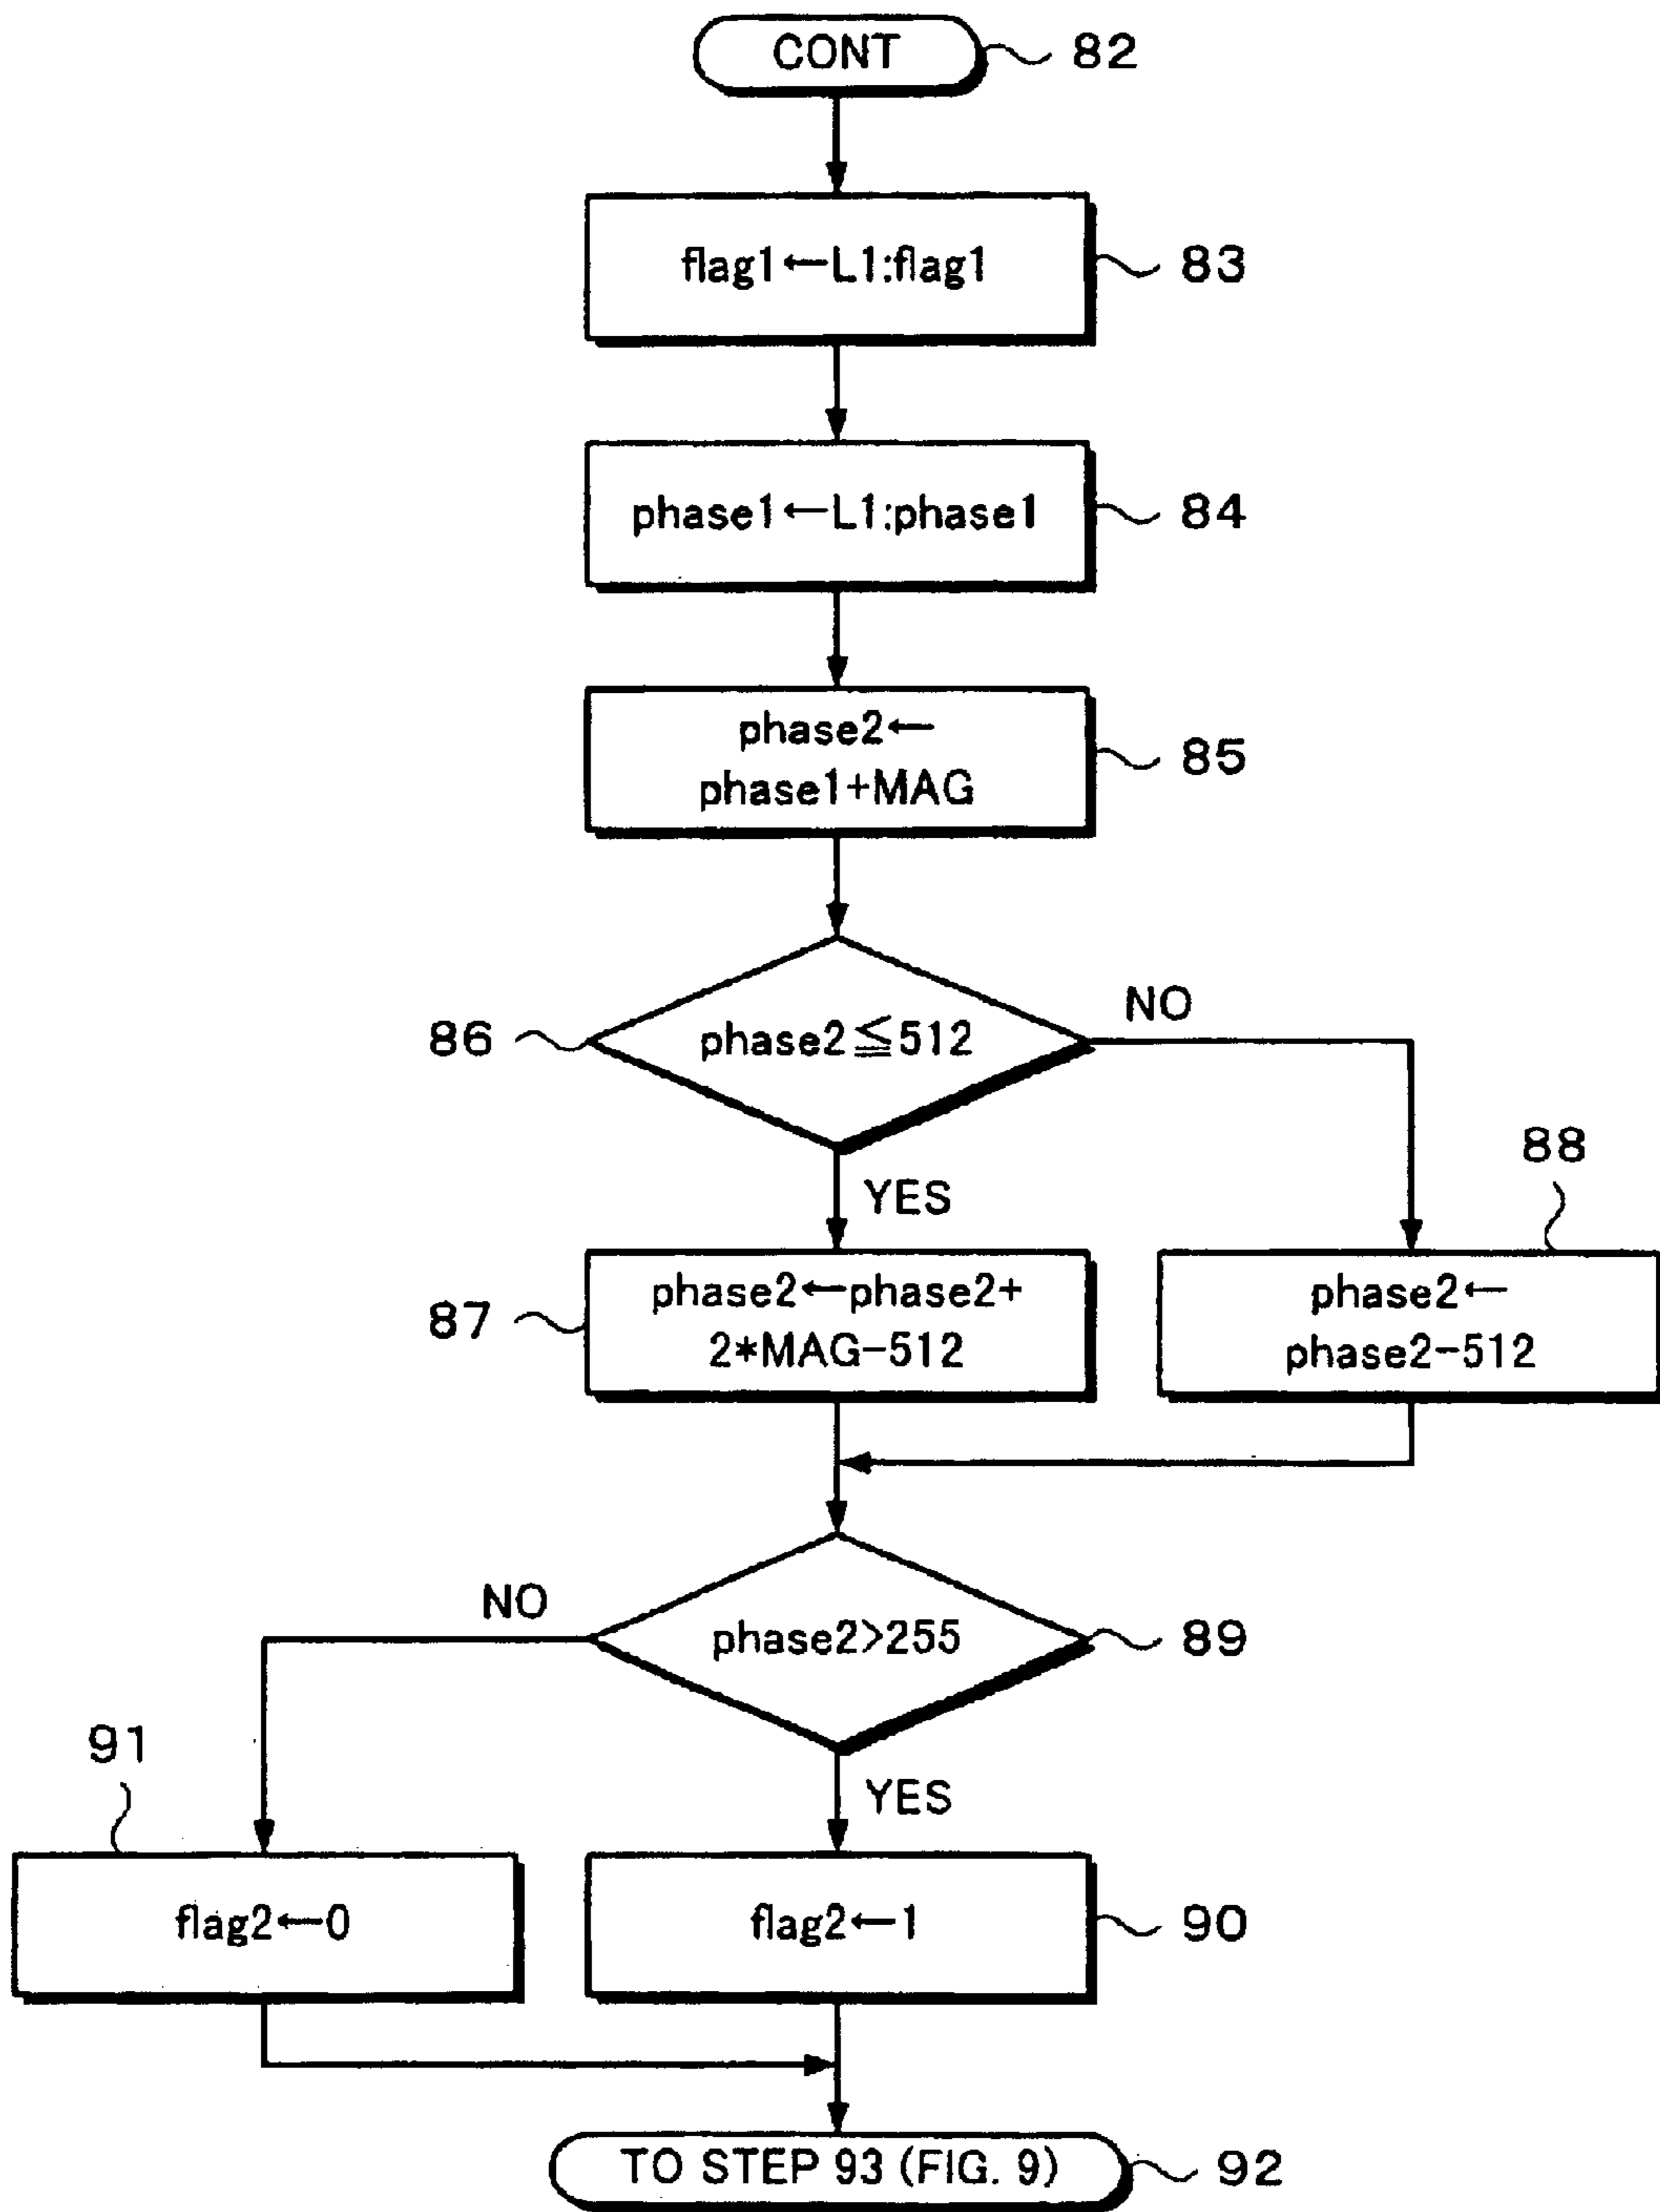 CONT
82
flag1←L1:flag1
83
phase1←L1:phase1
84
phase2←
phase1+MAG
85
86
phase2≦512
NO
YES
88
87
phase2←phase2+
2*MAG-512
phase2←
phase2-512
NO
phase2>255
89
91
YES
flag2←0
flag2←1
90
TO STEP 93 (FIG. 9)
92